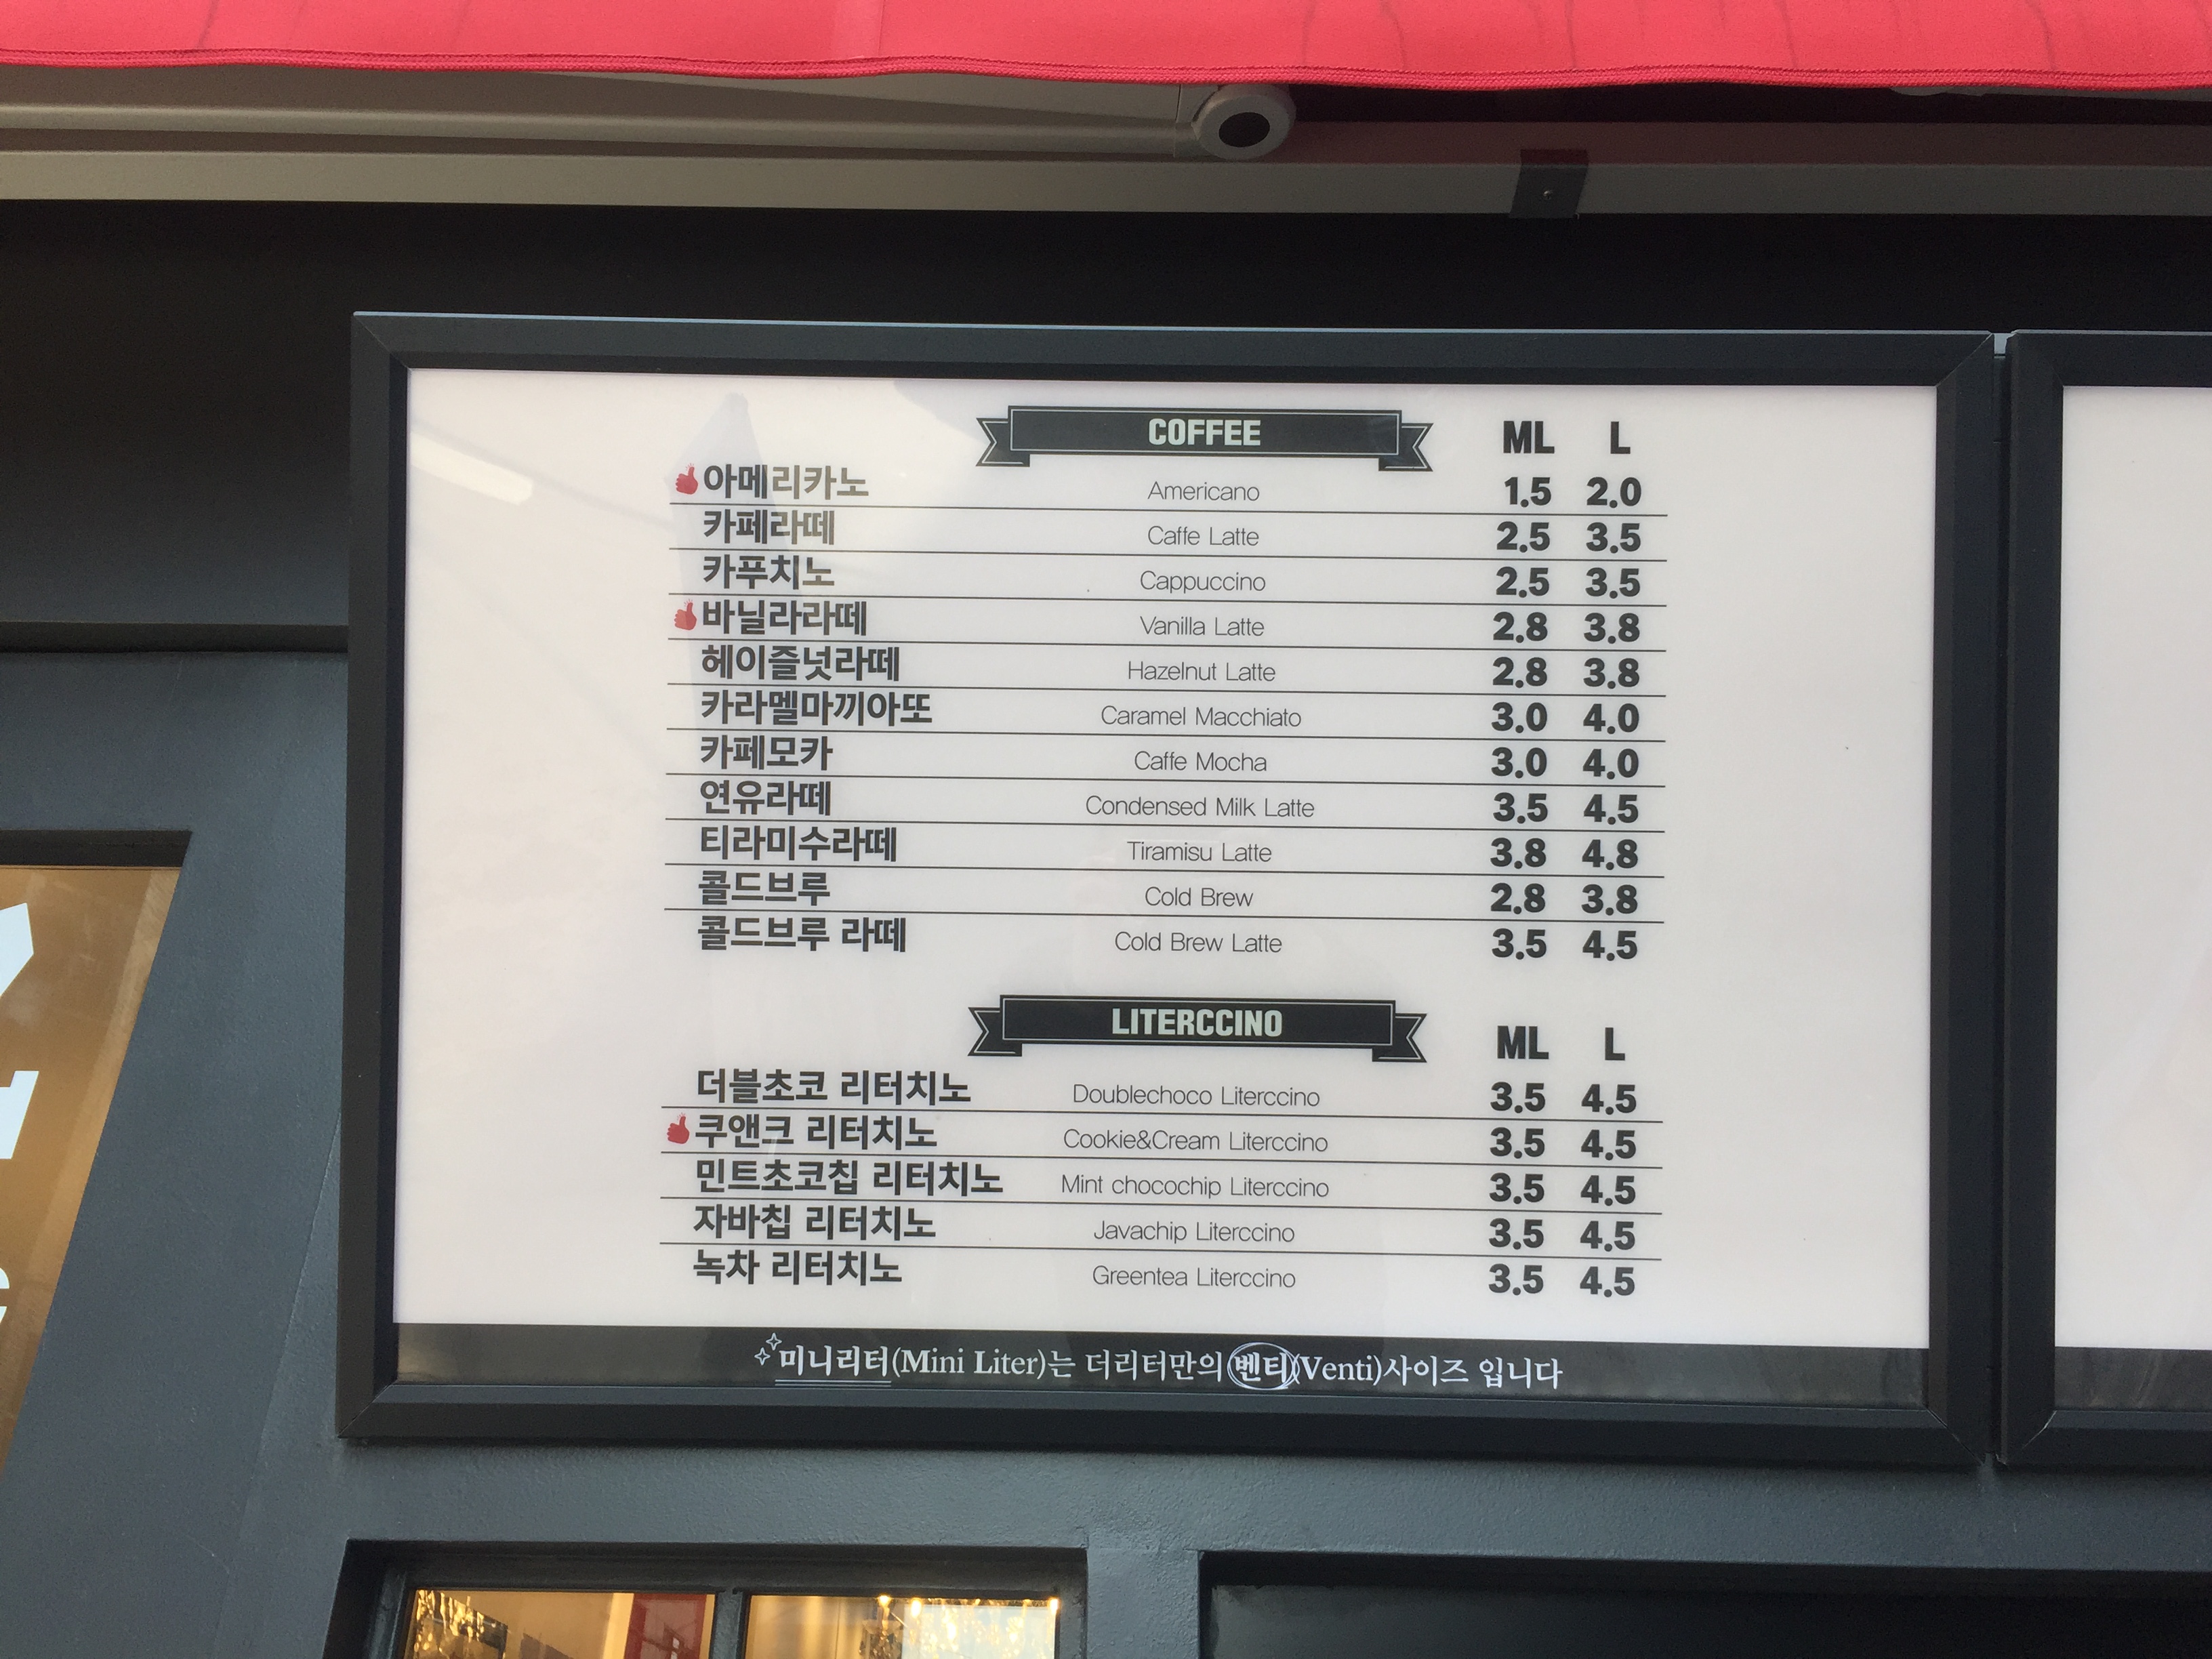 COFFEE ML L
아메리카노 Americano 1.5 2.0
카페라떼 Caffe Latte 2.5 3.5
카푸치노 Cappuccino 2.5 3.5
바닐라라떼 Vanilla Latte 2.8 3.8
헤이즐넛라떼 Hazelnut Latte 2.8 3.8
카라멜마끼아또 Caramel Macchiato 3.0 4.0
카페모카 Caffe Mocha 3.0 4.0
연유라떼 Condensed Milk Latte 3.5 4.5
티라미수라떼 Tiramisu Latte 3.8 4.8
콜드브루 Cold Brew 2.8 3.8
콜드브루 라떼 Cold Brew Latte 3.5 4.5
LITERCCINO ML L
더블초코 리터치노 Doublechoco Literccino 3.5 4.5
쿠앤크 리터치노 Cookie&Cream Literccino 3.5 4.5
민트초코칩 리터치노 Mint chocochip Literccino 3.5 4.5
자바칩 리터치노 Javachip Literccino 3.5 4.5
녹차 리터치노 Greentea Literccino 3.5 4.5
미니리터(Mini Liter)는 더리터만의 벤티(Venti)사이즈 입니다